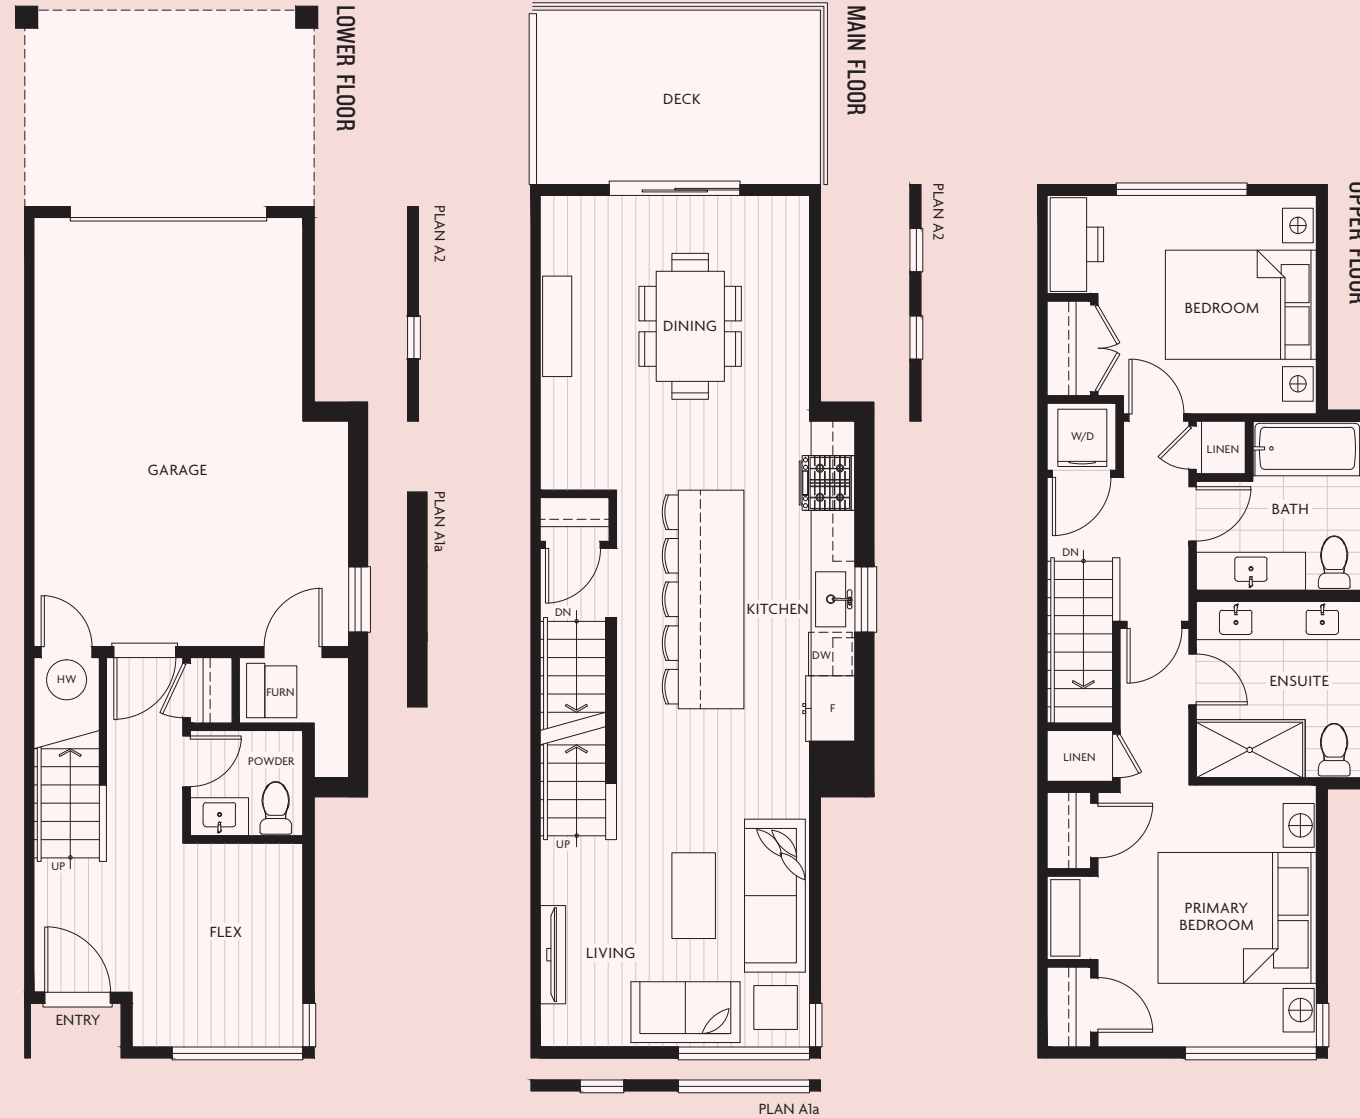 LOWER FLOOR
PLAN A2
PLAN A1a
GARAGE
HW
FURN
POWDER
UP
FLEX
ENTRY
MAIN FLOOR
PLAN A2
DECK
DINING
KITCHEN
DN
DW
F
UP
LIVING
PLAN A1a
UPPER FLOOR
BEDROOM
W/D
LINEN
BATH
DN
ENSUITE
LINEN
PRIMARY
BEDROOM